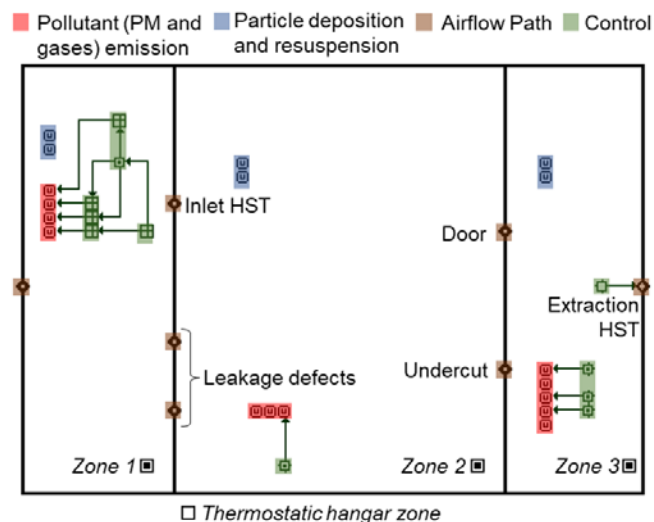 Pollutant (PM and
gases) emission
Particle deposition
and resuspension
Airflow Path
Control
Inlet HST
Door
Extraction
HST
Leakage defects
Undercut
Zone 1
Zone 2
Zone 3
Thermostatic hangar zone